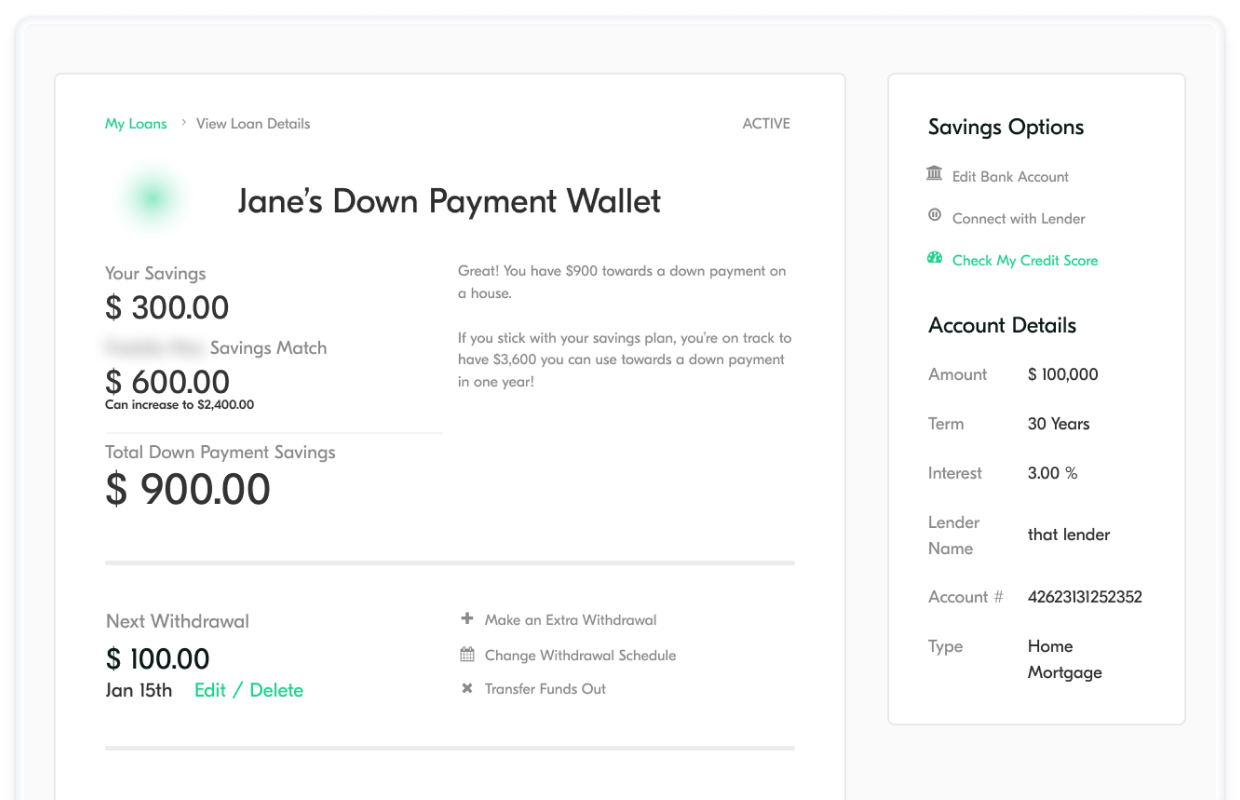 My Loans > View Loan Details
ACTIVE
Jane's Down Payment Wallet
Your Savings
$ 300.00
Savings Match
$ 600.00
Can increase to $2,400.00
Total Down Payment Savings
$ 900.00
Great! You have $900 towards a down payment on
a house.
If you stick with your savings plan, you're on track to
have $3,600 you can use towards a down payment
in one year!
Next Withdrawal
$ 100.00
Jan 15th Edit / Delete
Make an Extra Withdrawal
Change Withdrawal Schedule
Transfer Funds Out
Savings Options
Edit Bank Account
Connect with Lender
Check My Credit Score
Account Details
Amount $ 100,000
Term 30 Years
Interest 3.00 %
Lender
Name
that lender
Account # 42623131252352
Type Home
Mortgage